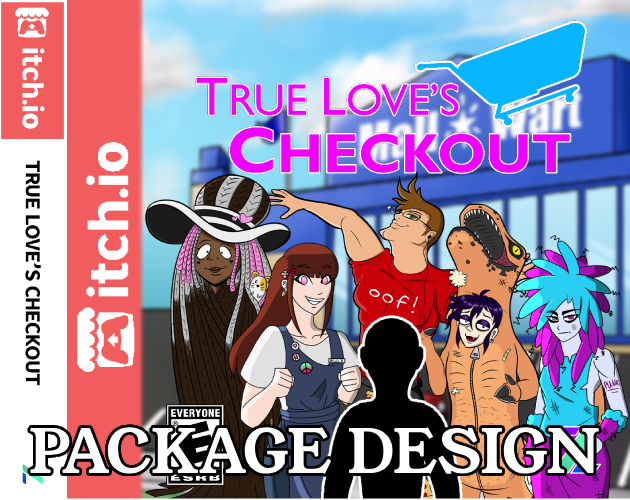 itch.io
TRUE LOVE'S CHECKOUT
itch.io
TRUE LOVE'S
CHECKOUT
oof!
EVERYONE
E
ESRB
PACKAGE DESIGN